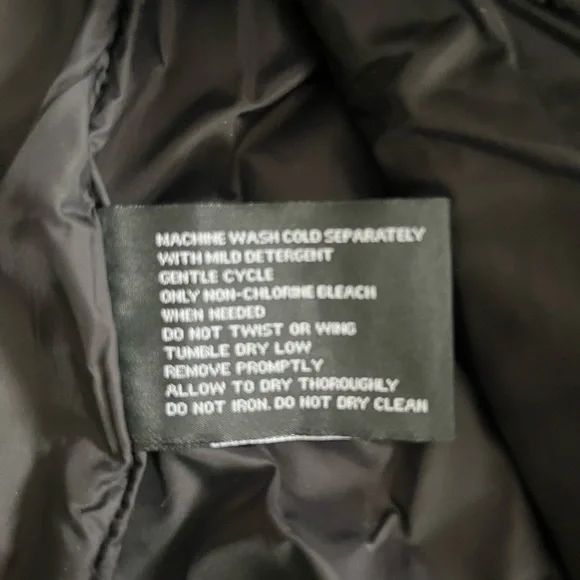 MACHINE WASH COLD SEPARATELY
WITH MILD DETERGENT
GENTLE CYCLE
ONLY NON-CHLORINE BLEACH
WHEN NEEDED
DO NOT TWIST OR WING
TUMBLE DRY LOW
REMOVE PROMPTLY
ALLOW TO DRY THOROUGHLY
DO NOT IRON. DO NOT DRY CLEAN